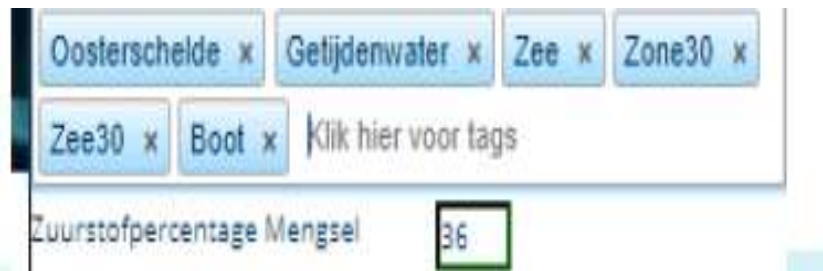 Oosterschelde x Getijdenwater x Zee x Zone30 x
Zee30 x Boot x Klik hier voor tags
Zuurstofpercentage Mengsel 36